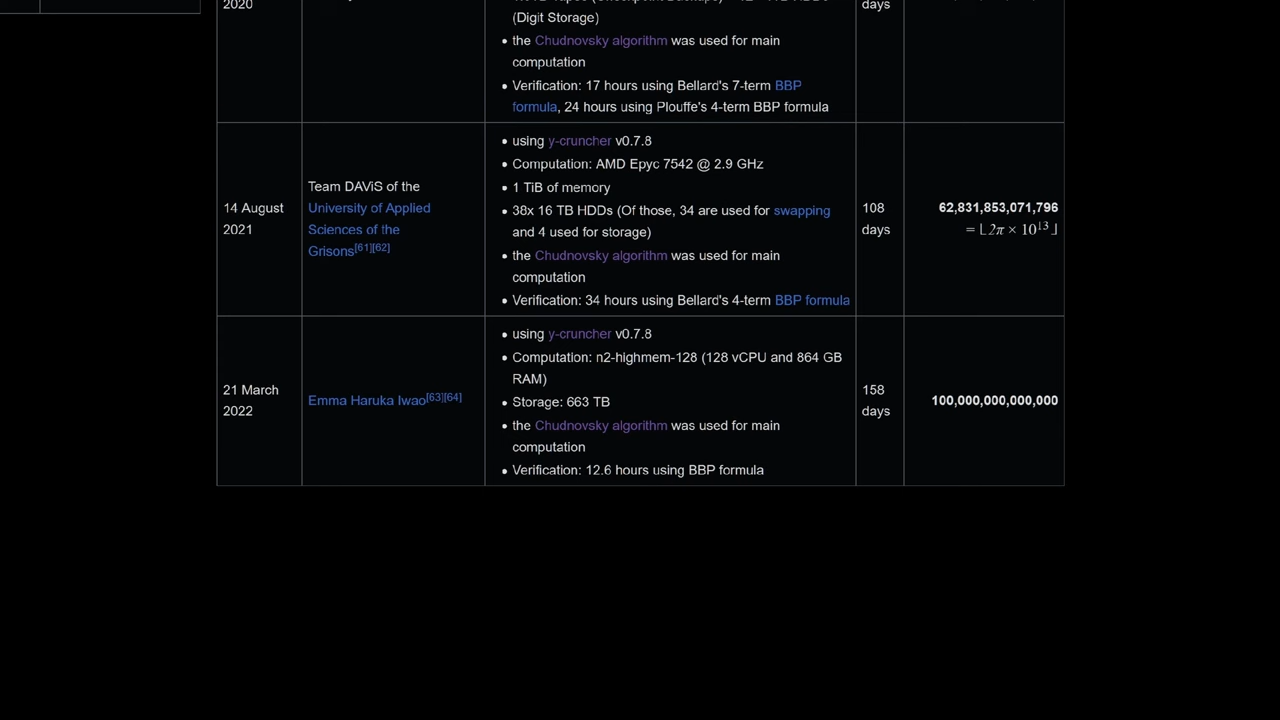 2020
(Digit Storage)
• the Chudnovsky algorithm was used for main
computation
• Verification: 17 hours using Bellard's 7-term BBP
formula, 24 hours using Plouffe's 4-term BBP formula
days
14 August
2021
Team DAViS of the
University of Applied
Sciences of the
Grisons[61][62]
• using y-cruncher v0.7.8
• Computation: AMD Epyc 7542 @ 2.9 GHz
• 1 TiB of memory
• 38x 16 TB HDDs (Of those, 34 are used for swapping
and 4 used for storage)
• the Chudnovsky algorithm was used for main
computation
• Verification: 34 hours using Bellard's 4-term BBP formula
108
days
62,831,853,071,796
= ⌊2π × 10¹³⌋
21 March
2022
Emma Haruka Iwao[63][64]
• using y-cruncher v0.7.8
• Computation: n2-highmem-128 (128 vCPU and 864 GB
RAM)
• Storage: 663 TB
• the Chudnovsky algorithm was used for main
computation
• Verification: 12.6 hours using BBP formula
158
days
100,000,000,000,000